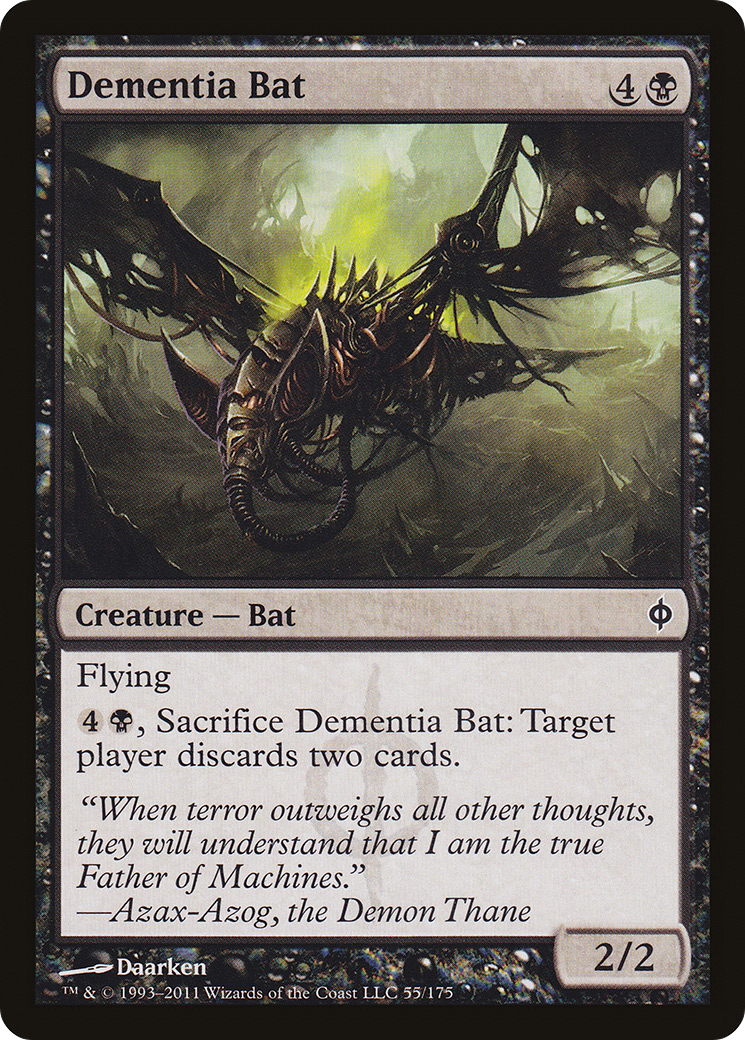 Dementia Bat 4
Creature — Bat
Flying
4, Sacrifice Dementia Bat: Target
player discards two cards.
“When terror outweighs all other thoughts,
they will understand that I am the true
Father of Machines.”
—Azax-Azog, the Demon Thane
2/2
Daarken
™ & © 1993–2011 Wizards of the Coast LLC 55/175